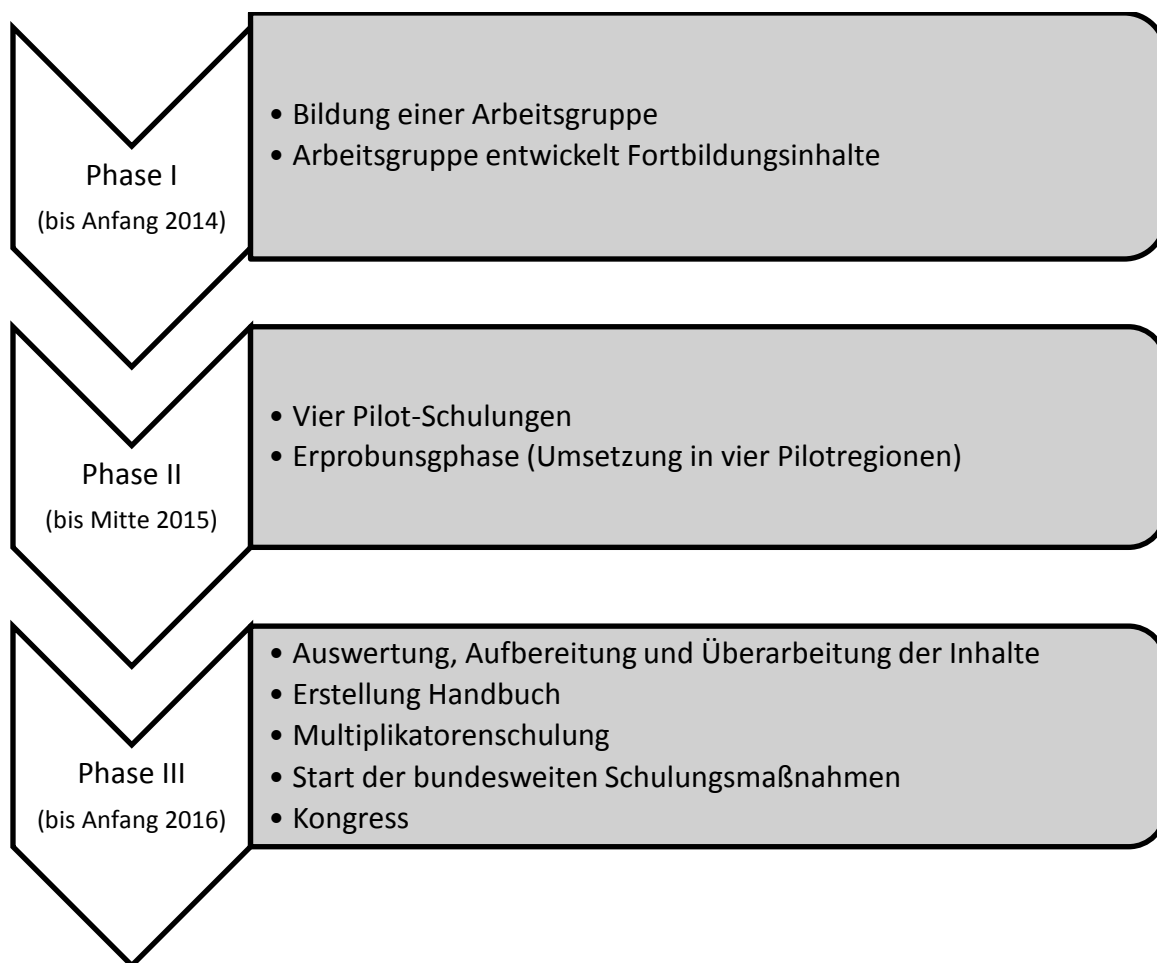 Phase I
(bis Anfang 2014)
• Bildung einer Arbeitsgruppe
• Arbeitsgruppe entwickelt Fortbildungsinhalte
Phase II
(bis Mitte 2015)
• Vier Pilot-Schulungen
• Erprobunsgphase (Umsetzung in vier Pilotregionen)
Phase III
(bis Anfang 2016)
• Auswertung, Aufbereitung und Überarbeitung der Inhalte
• Erstellung Handbuch
• Multiplikatorenschulung
• Start der bundesweiten Schulungsmaßnahmen
• Kongress